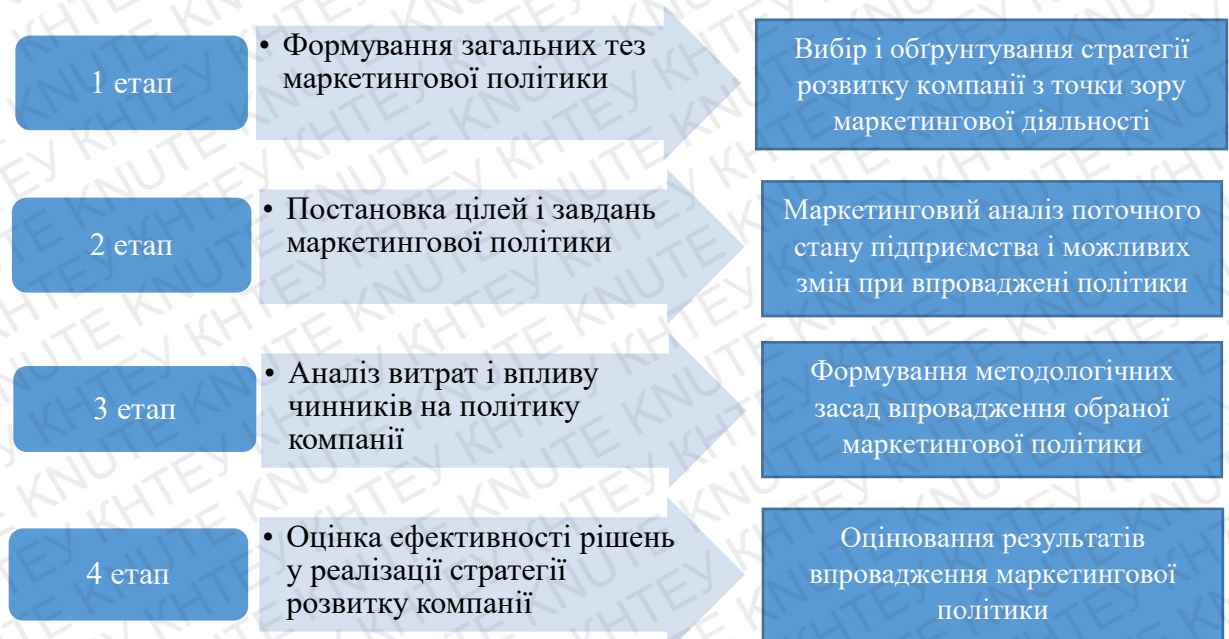 1 етап
• Формування загальних тез
маркетингової політики
Вибір і обґрунтування стратегії
розвитку компанії з точки зору
маркетингової діяльності
2 етап
• Постановка цілей і завдань
маркетингової політики
Маркетинговий аналіз поточного
стану підприємства і можливих
змін при впроваджені політики
3 етап
• Аналіз витрат і впливу
чинників на політику
компанії
Формування методологічних
засад впровадження обраної
маркетингової політики
4 етап
• Оцінка ефективності рішень
у реалізації стратегії
розвитку компанії
Оцінювання результатів
впровадження маркетингової
політики